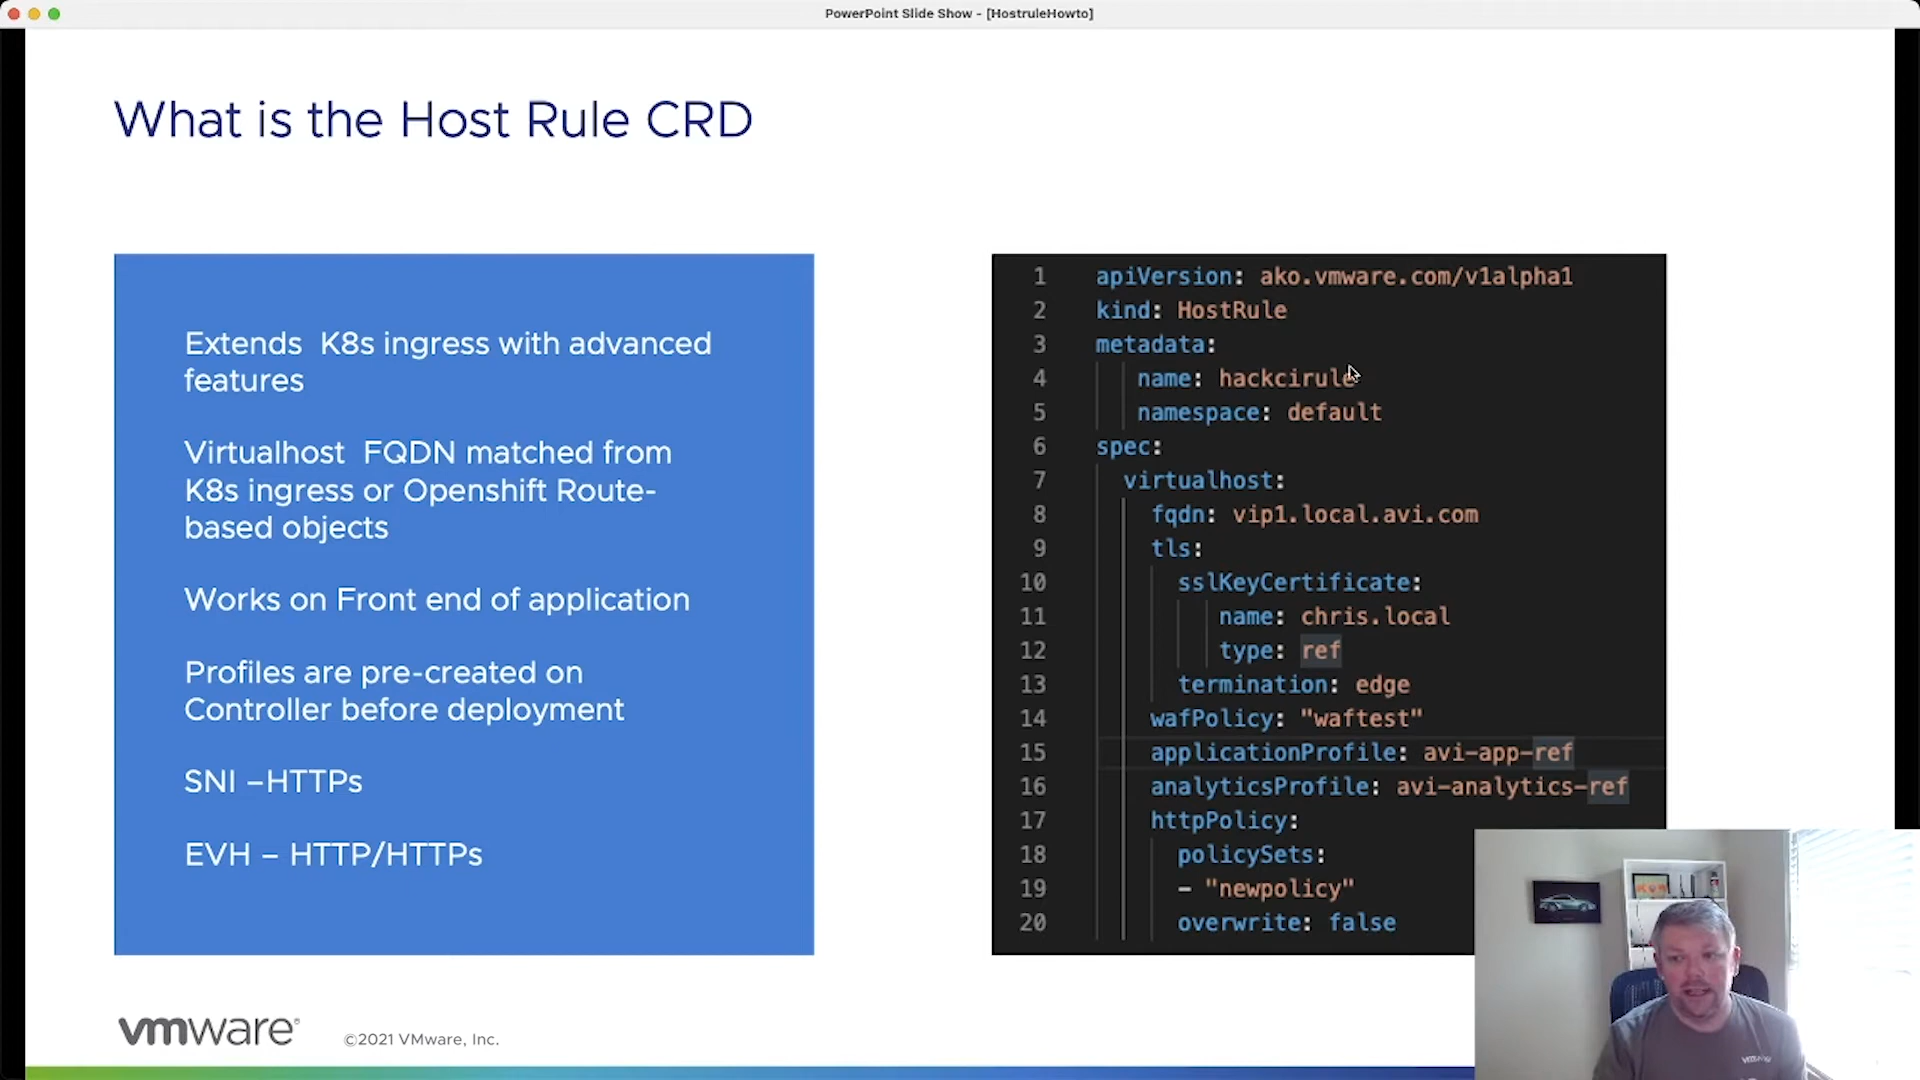 PowerPoint Slide Show - [HostruleHowto]
What is the Host Rule CRD
Extends K8s ingress with advanced
features
Virtualhost FQDN matched from
K8s ingress or Openshift Route-
based objects
Works on Front end of application
Profiles are pre-created on
Controller before deployment
SNI –HTTPs
EVH – HTTP/HTTPs
1 apiVersion: ako.vmware.com/v1alpha1
2 kind: HostRule
3 metadata:
4 name: hackcirule
5 namespace: default
6 spec:
7 virtualhost:
8 fqdn: vip1.local.avi.com
9 tls:
10 sslKeyCertificate:
11 name: chris.local
12 type: ref
13 termination: edge
14 wafPolicy: "waftest"
15 applicationProfile: avi-app-ref
16 analyticsProfile: avi-analytics-ref
17 httpPolicy:
18 policySets:
19 - "newpolicy"
20 overwrite: false
vmware®
©2021 VMware, Inc.